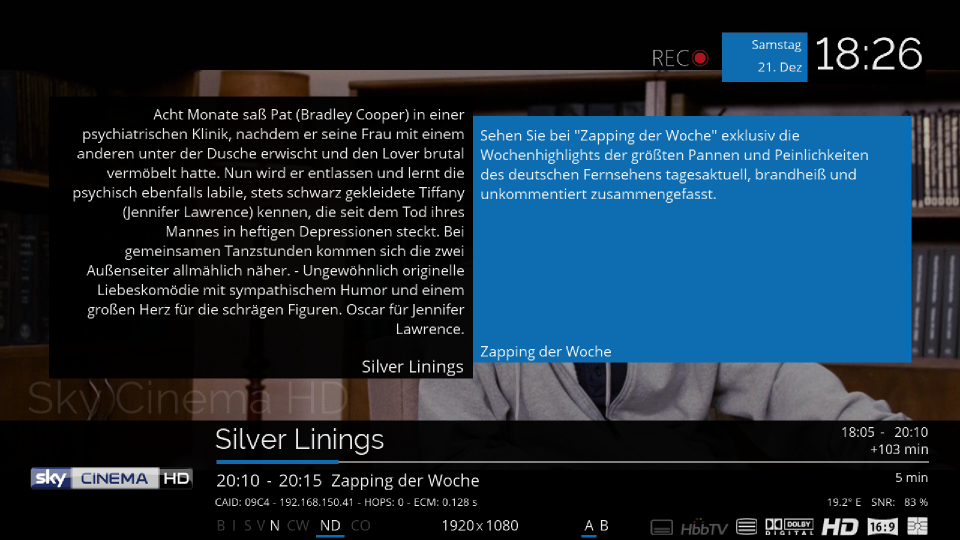 REC
Samstag
21. Dez
18:26
Acht Monate saß Pat (Bradley Cooper) in einer
psychiatrischen Klinik, nachdem er seine Frau mit einem
anderen unter der Dusche erwischt und den Lover brutal
vermöbelt hatte. Nun wird er entlassen und lernt die
psychisch ebenfalls labile, stets schwarz gekleidete Tiffany
(Jennifer Lawrence) kennen, die seit dem Tod ihres
Mannes in heftigen Depressionen steckt. Bei
gemeinsamen Tanzstunden kommen sich die zwei
Außenseiter allmählich näher. - Ungewöhnlich originelle
Liebeskomödie mit sympathischem Humor und einem
großen Herz für die schrägen Figuren. Oscar für Jennifer
Lawrence.
Silver Linings
Sehen Sie bei "Zapping der Woche" exklusiv die
Wochenhighlights der größten Pannen und Peinlichkeiten
des deutschen Fernsehens tagesaktuell, brandheiß und
unkommentiert zusammengefasst.
Zapping der Woche
Sky Cinema HD
Silver Linings
18:05 - 20:10
+103 min
sky CINEMA HD
20:10 - 20:15 Zapping der Woche
5 min
CAID: 09C4 - 192.168.150.41 - HOPS: 0 - ECM: 0.128 s
19.2° E SNR: 83 %
B I S V N CW ND CO
1920x1080
A B
HbbTV
DOLBY DIGITAL
HD
16:9